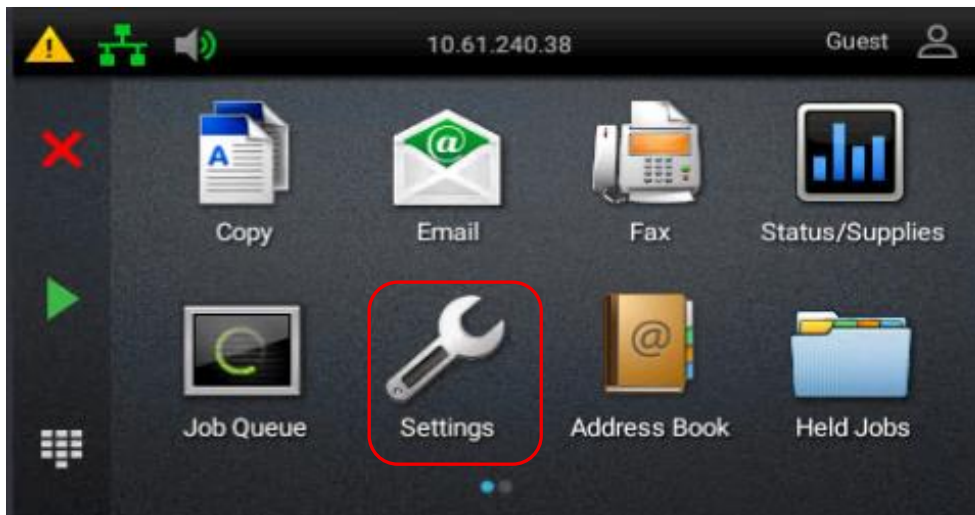 10.61.240.38
Guest
Copy
Email
Fax
Status/Supplies
Job Queue
Settings
Address Book
Held Jobs